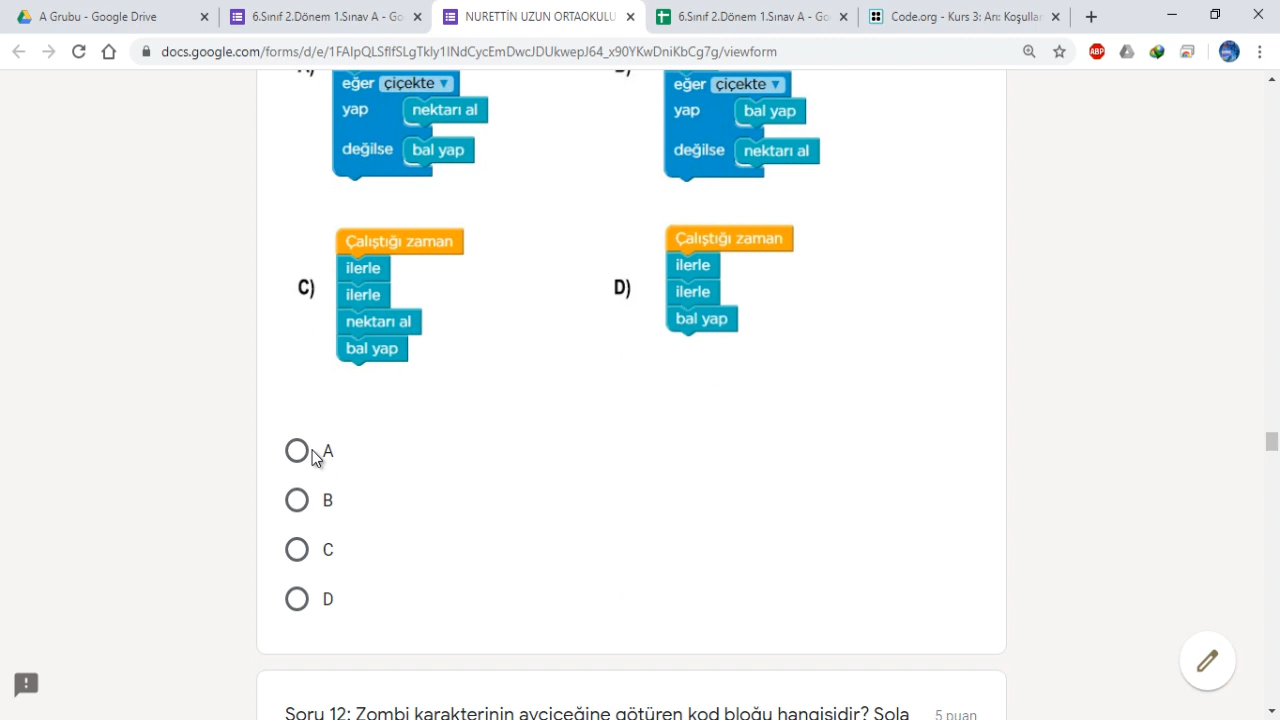 A Grubu - Google Drive
6.Sınıf 2.Dönem 1.Sınav A - G
NURETTİN UZUN ORTAOKULU
6.Sınıf 2.Dönem 1.Sınav A - Go
Code.org - Kurs 3: Arı: Koşullar
docs.google.com/forms/d/e/1FAIpQLSflfSLgTkly1INdCycEmDwcJDUkwepJ64_x90YKwDniKbCg7g/viewform
ABP
A)
eğer çiçekte ▼
yap nektarı al
değilse bal yap
eğer çiçekte ▼
yap bal yap
değilse nektarı al
C)
Çalıştığı zaman
ilerle
ilerle
nektarı al
bal yap
D)
Çalıştığı zaman
ilerle
ilerle
bal yap
A
B
C
D
Soru 12: Zombi karakterinin ayçiçeğine götüren kod bloğu hangisidir? Sola
5 puan